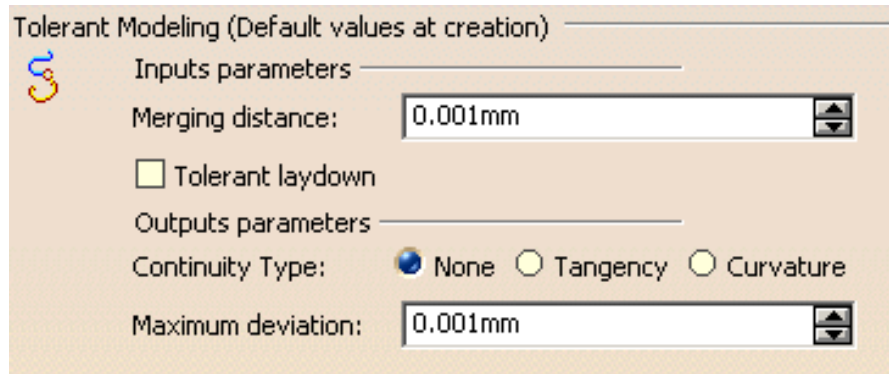 Tolerant Modeling (Default values at creation)
Inputs parameters
Merging distance: 0.001mm
Tolerant laydown
Outputs parameters
Continuity Type: None Tangency Curvature
Maximum deviation: 0.001mm